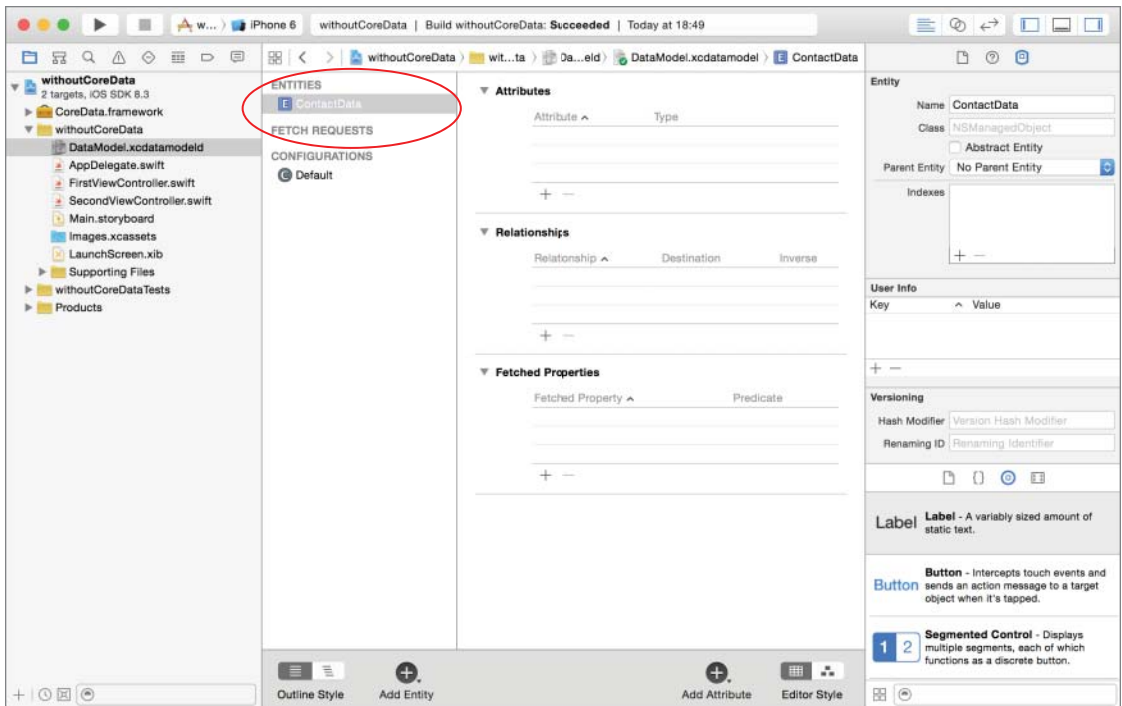 w... ) iPhone 6 withoutCoreData | Build withoutCoreData: Succeeded | Today at 18:49
withoutCoreData wit...ta Da...eld) DataModel.xcdatamodel E ContactData
withoutCoreData
2 targets, iOS SDK 8.3
CoreData.framework
withoutCoreData
DataModel.xcdatamodeld
AppDelegate.swift
FirstViewController.swift
SecondViewController.swift
Main.storyboard
Images.xcassets
LaunchScreen.xib
Supporting Files
withoutCoreDataTests
Products
ENTITIES
E ContactData
FETCH REQUESTS
CONFIGURATIONS
C Default
Attributes
Attribute Type
Relationships
Relationship Destination Inverse
Fetched Properties
Fetched Property Predicate
Outline Style Add Entity Add Attribute Editor Style
Entity
Name ContactData
Class NSManagedObject
Abstract Entity
Parent Entity No Parent Entity
Indexes
User Info
Key Value
Versioning
Hash Modifier Version Hash Modifier
Renaming ID Renaming Identifier
Label Label - A variably sized amount of
static text.
Button Button - Intercepts touch events and
sends an action message to a target
object when it's tapped.
1 2 Segmented Control - Displays
multiple segments, each of which
functions as a discrete button.